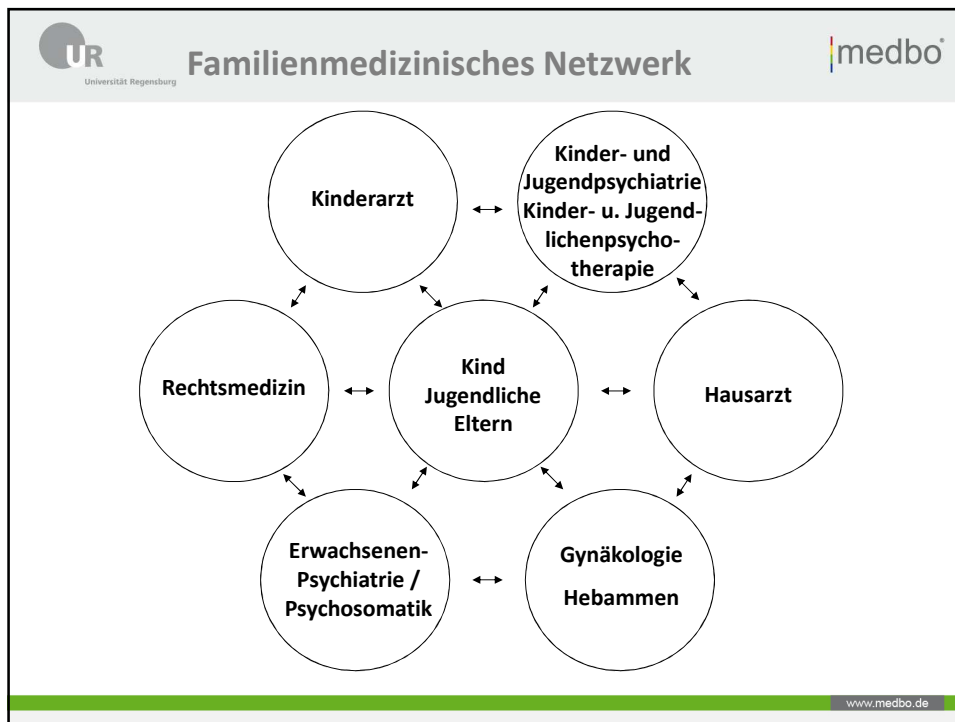 UR
Universität Regensburg
Familienmedizinisches Netzwerk
medbo®
Kinderarzt
Kinder- und
Jugendpsychiatrie
Kinder- u. Jugend-
lichenpsycho-
therapie
Rechtsmedizin
Kind
Jugendliche
Eltern
Hausarzt
Erwachsenen-
Psychiatrie /
Psychosomatik
Gynäkologie
Hebammen
www.medbo.de